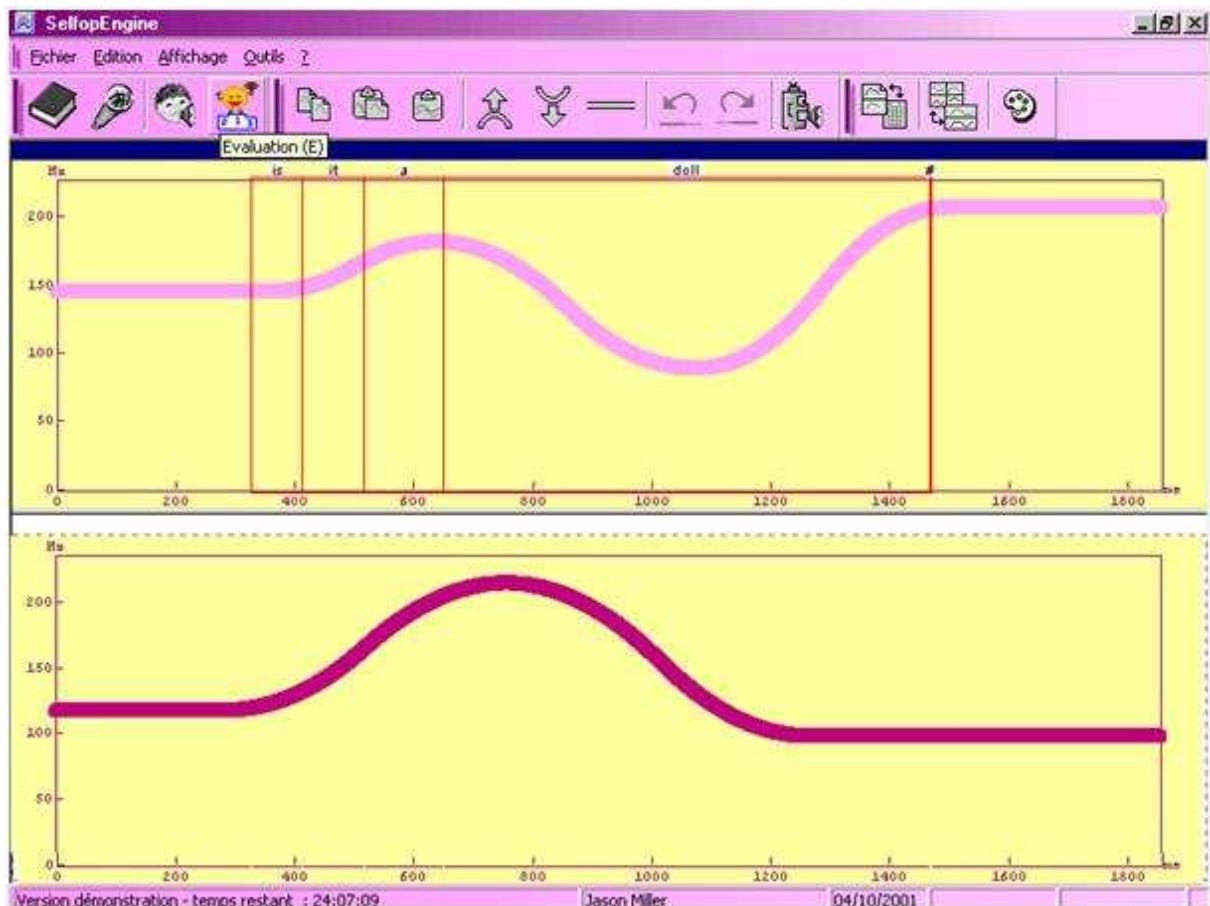 SelfopEngine
Fichier Edition Affichage Outils ?
Evaluation (E)
Hz is it a doll #
200
150
100
50
0
0 200 400 600 800 1000 1200 1400 1600 1800 ms
Hz
200
150
100
50
0
0 200 400 600 800 1000 1200 1400 1600 1800 ms
Version démonstration - temps restant : 24:07:09 Jason Miller 04/10/2001